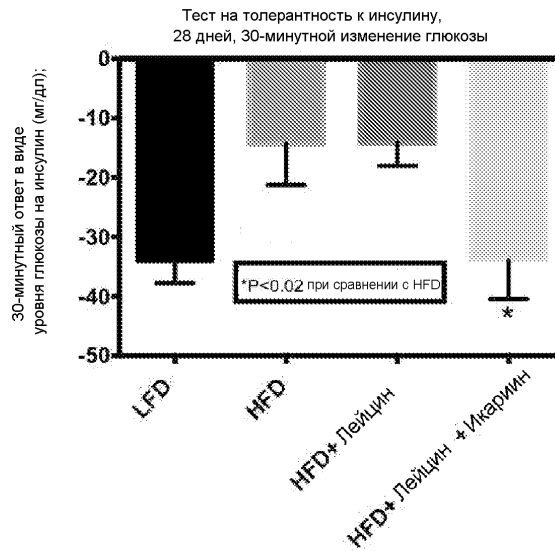 Тест на толерантность к инсулину,
28 дней, 30-минутной изменение глюкозы
30-минутный ответ в виде
уровня глюкозы на инсулин (мг/дл);
0
-10
-20
-30
-40
-50
*P<0.02 при сравнении с HFD
*
LFD
HFD
HFD+ Лейцин
HFD+ Лейцин + Икариин